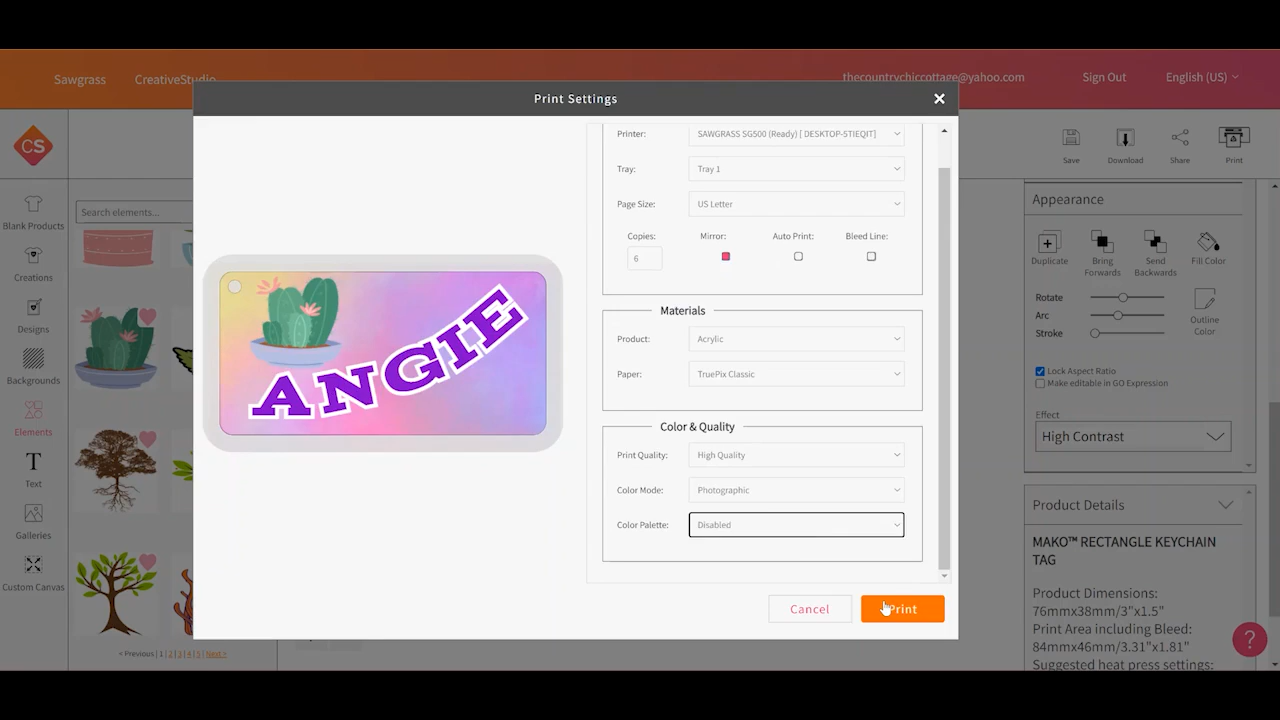 Sawgrass CreativeStudio thecountrychiccottage@yahoo.com Sign Out English (US)
Print Settings
CS
Save Download Share Print
Search elements...
Blank Products
Creations
Designs
Backgrounds
Elements
T
Text
Galleries
Custom Canvas
< Previous | 1 | 2 | 3 | 4 | 5 | Next >
ANGIE
Printer: SAWGRASS SG500 (Ready) [ DESKTOP-5TIEQIT]
Tray: Tray 1
Page Size: US Letter
Copies: Mirror: Auto Print: Bleed Line:
6
Materials
Product: Acrylic
Paper: TruePix Classic
Color & Quality
Print Quality: High Quality
Color Mode: Photographic
Color Palette: Disabled
Cancel Print
Appearance
Duplicate Bring Forwards Send Backwards Fill Color
Rotate
Arc
Stroke
Outline
Color
Lock Aspect Ratio
Make editable in GO Expression
Effect
High Contrast
Product Details
MAKO™ RECTANGLE KEYCHAIN
TAG
Product Dimensions:
76mmx38mm/3"x1.5"
Print Area including Bleed:
84mmx46mm/3.31"x1.81"
Suggested heat press settings:
?